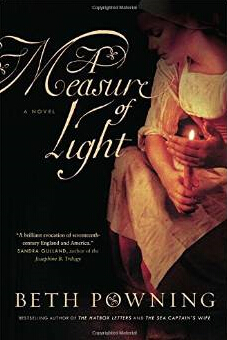 A
Measure
of
Light
A NOVEL
"A brilliant evocation of seventeenth-
century England and America."
SANDRA GULLAND, author of the
Josephine B. Trilogy
BETH POWNING
BESTSELLING AUTHOR OF THE HATBOX LETTERS AND THE SEA CAPTAIN'S WIFE